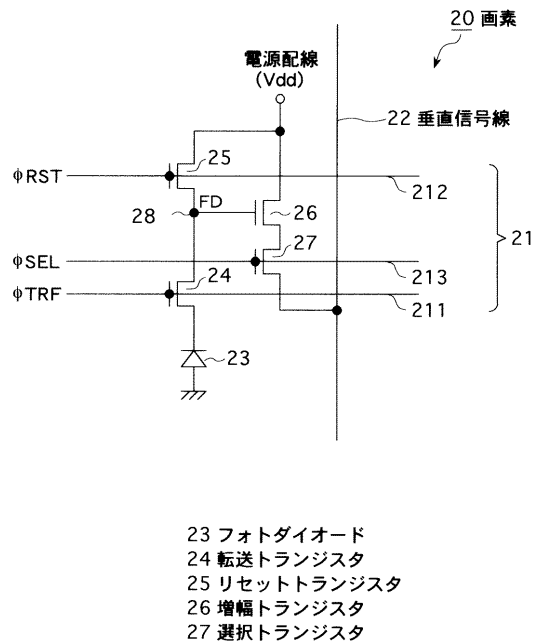 20 画素
電源配線
(Vdd)
22 垂直信号線
25
φRST
212
FD
28
26
21
27
φSEL
213
24
φTRF
211
23
23 フォトダイオード
24 転送トランジスタ
25 リセットトランジスタ
26 増幅トランジスタ
27 選択トランジスタ